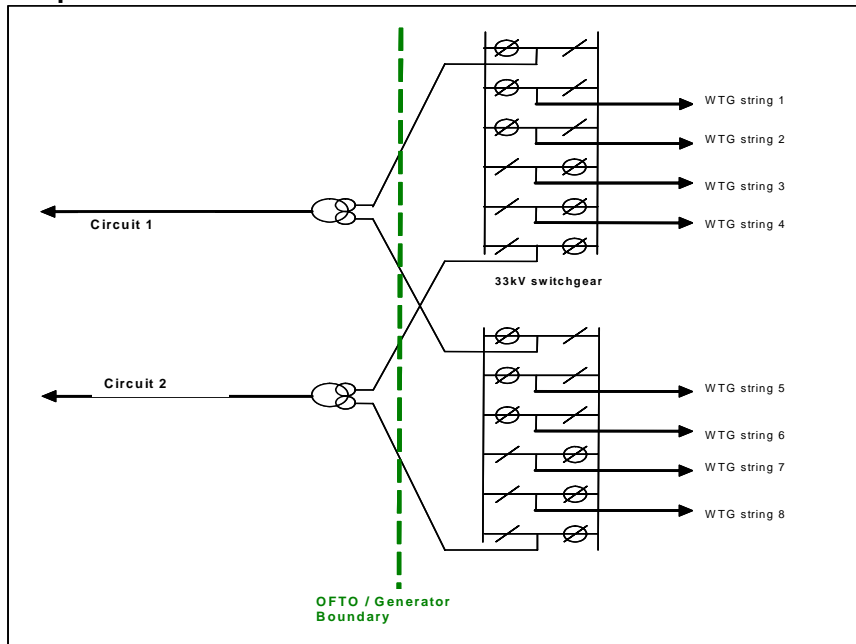 WTG string 1
WTG string 2
WTG string 3
Circuit 1
WTG string 4
33kV switchgear
Circuit 2
WTG string 5
WTG string 6
WTG string 7
WTG string 8
OFTO / Generator
Boundary